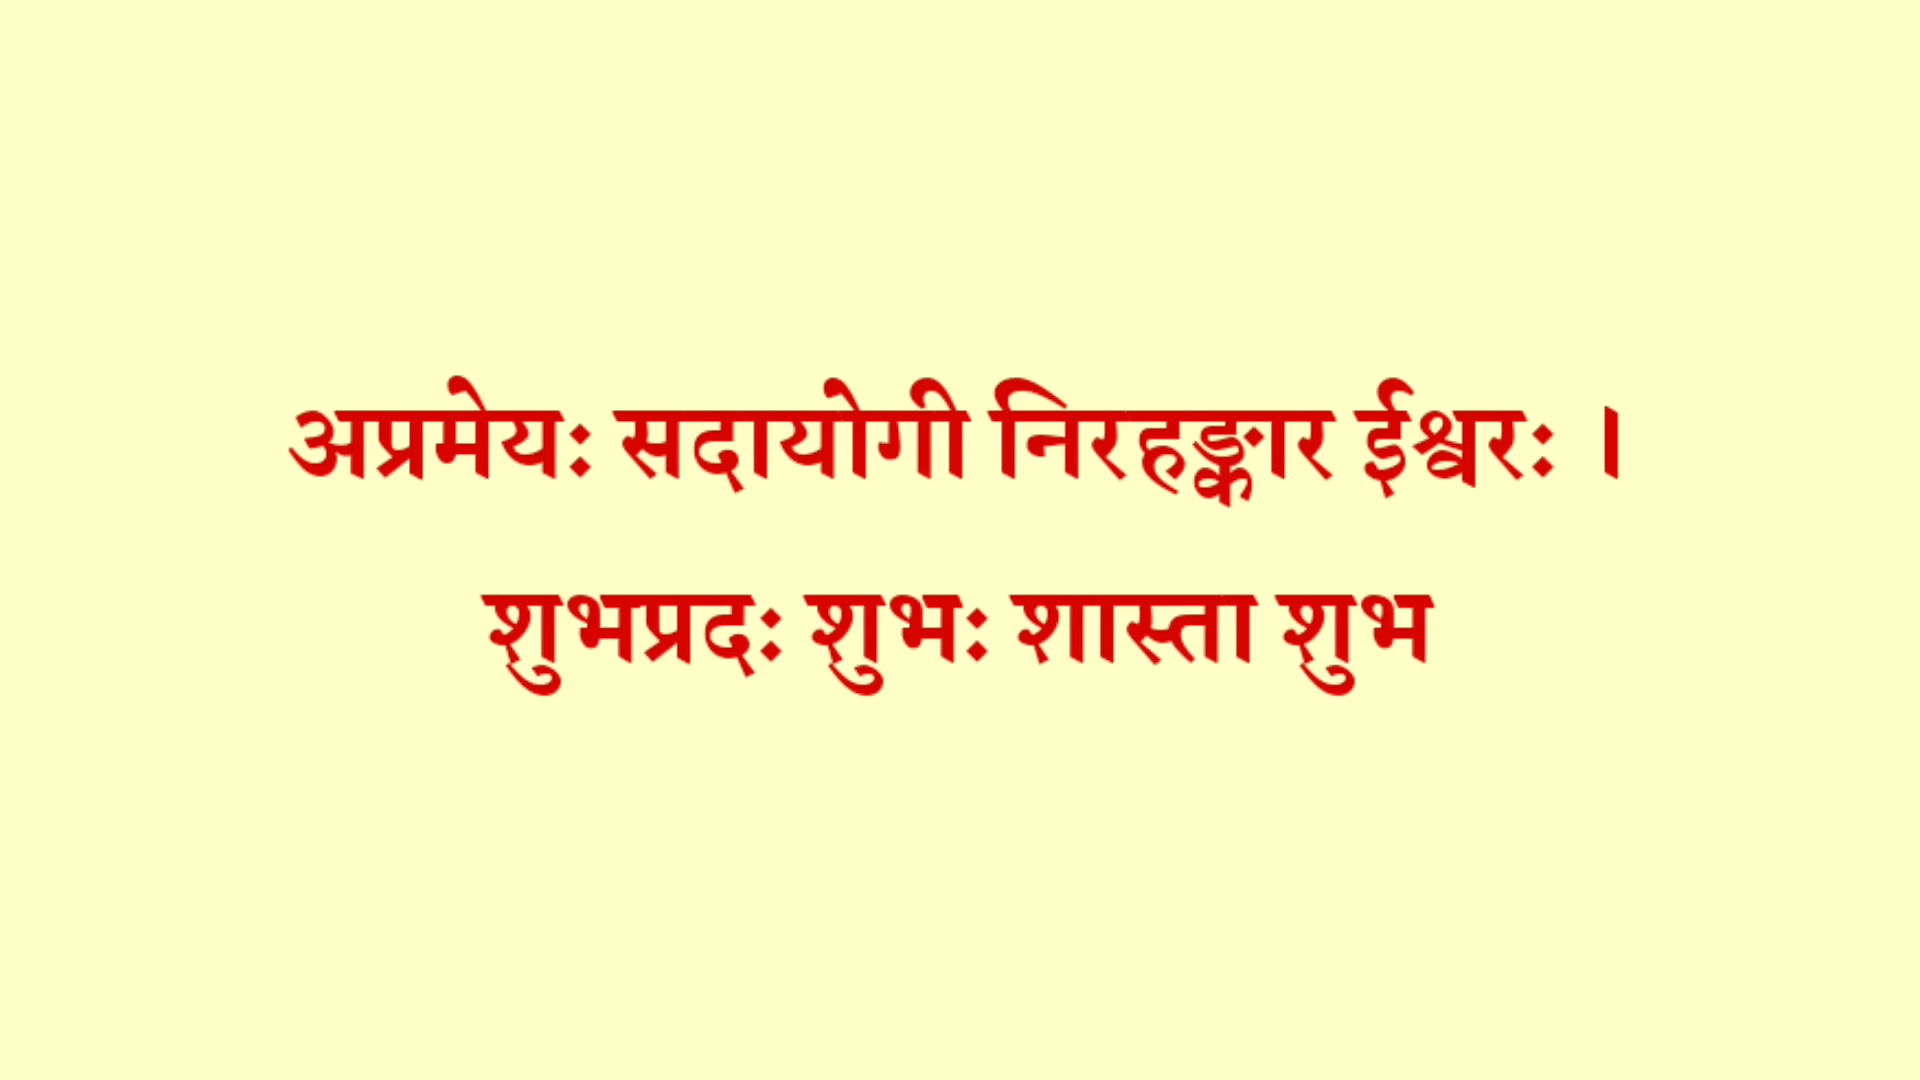 अप्रमेयः सदायोगी निरहङ्कार ईश्वरः ।
शुभप्रदः शुभः शास्ता शुभ